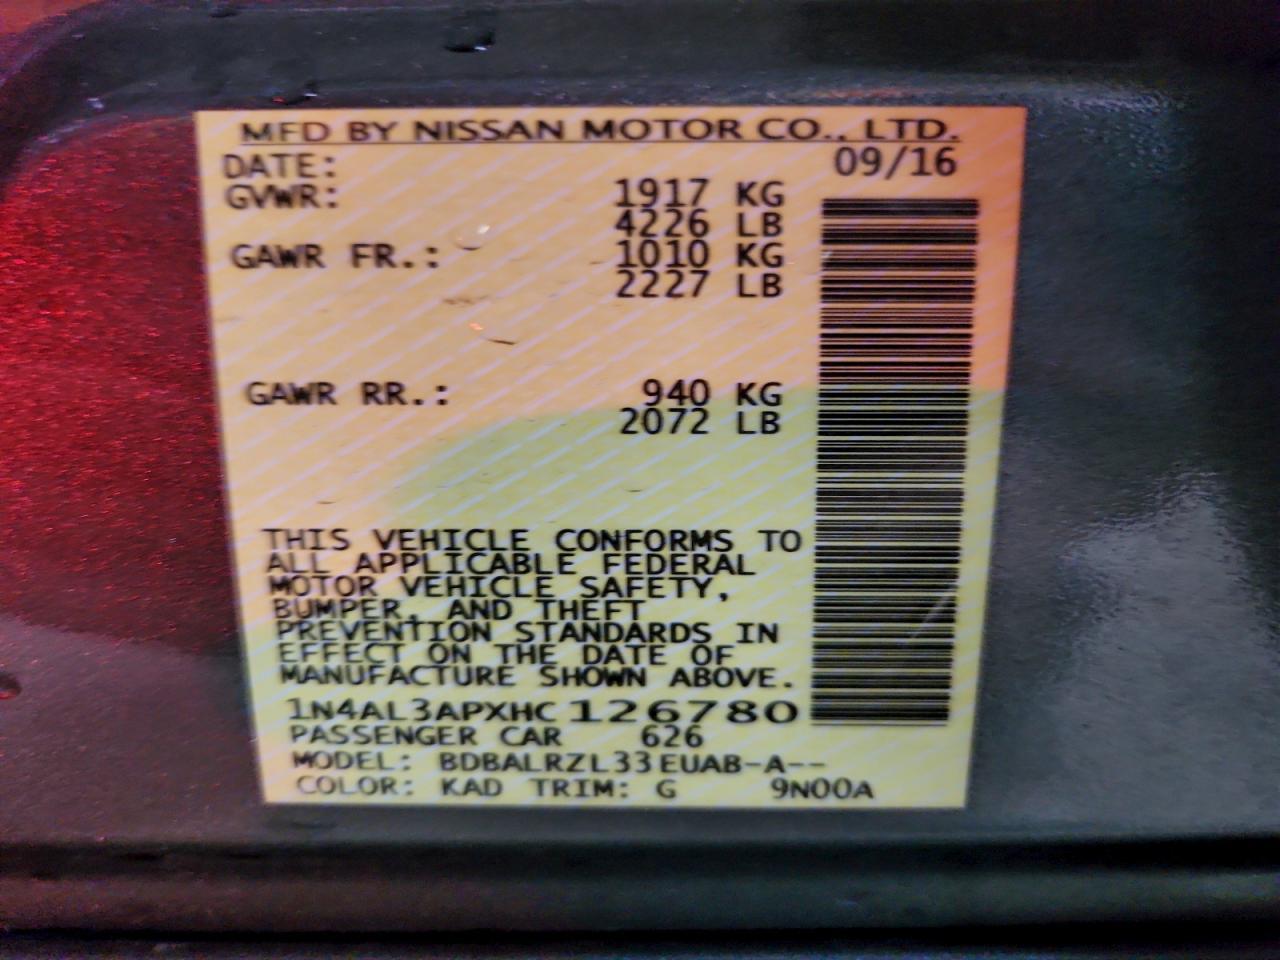 MFD BY NISSAN MOTOR CO., LTD.
DATE: 09/16
GVWR: 1917 KG
4226 LB
GAWR FR.: 1010 KG
2227 LB
GAWR RR.: 940 KG
2072 LB
THIS VEHICLE CONFORMS TO
ALL APPLICABLE FEDERAL
MOTOR VEHICLE SAFETY,
BUMPER, AND THEFT
PREVENTION STANDARDS IN
EFFECT ON THE DATE OF
MANUFACTURE SHOWN ABOVE.
1N4AL3APXHC126780
PASSENGER CAR 626
MODEL: BDBALRZL33EUAB-A--
COLOR: KAD TRIM: G 9N00A